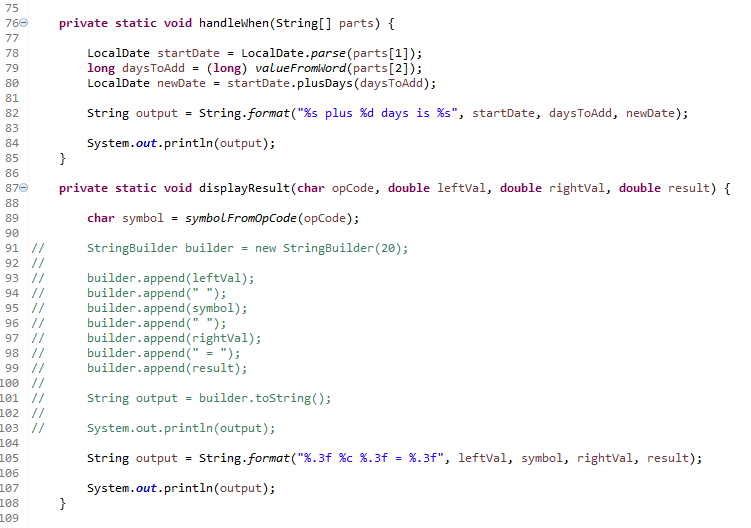 75
76    private static void handleWhen(String[] parts) {
77
78        LocalDate startDate = LocalDate.parse(parts[1]);
79        long daysToAdd = (long) valueFromWord(parts[2]);
80        LocalDate newDate = startDate.plusDays(daysToAdd);
81
82        String output = String.format("%s plus %d days is %s", startDate, daysToAdd, newDate);
83
84        System.out.println(output);
85    }
86
87    private static void displayResult(char opCode, double leftVal, double rightVal, double result) {
88
89        char symbol = symbolFromOpCode(opCode);
90
91 //        StringBuilder builder = new StringBuilder(20);
92 //
93 //        builder.append(leftVal);
94 //        builder.append(" ");
95 //        builder.append(symbol);
96 //        builder.append(" ");
97 //        builder.append(rightVal);
98 //        builder.append(" = ");
99 //        builder.append(result);
100 //
101 //        String output = builder.toString();
102 //
103 //        System.out.println(output);
104
105        String output = String.format("%.3f %c %.3f = %.3f", leftVal, symbol, rightVal, result);
106
107        System.out.println(output);
108    }
109